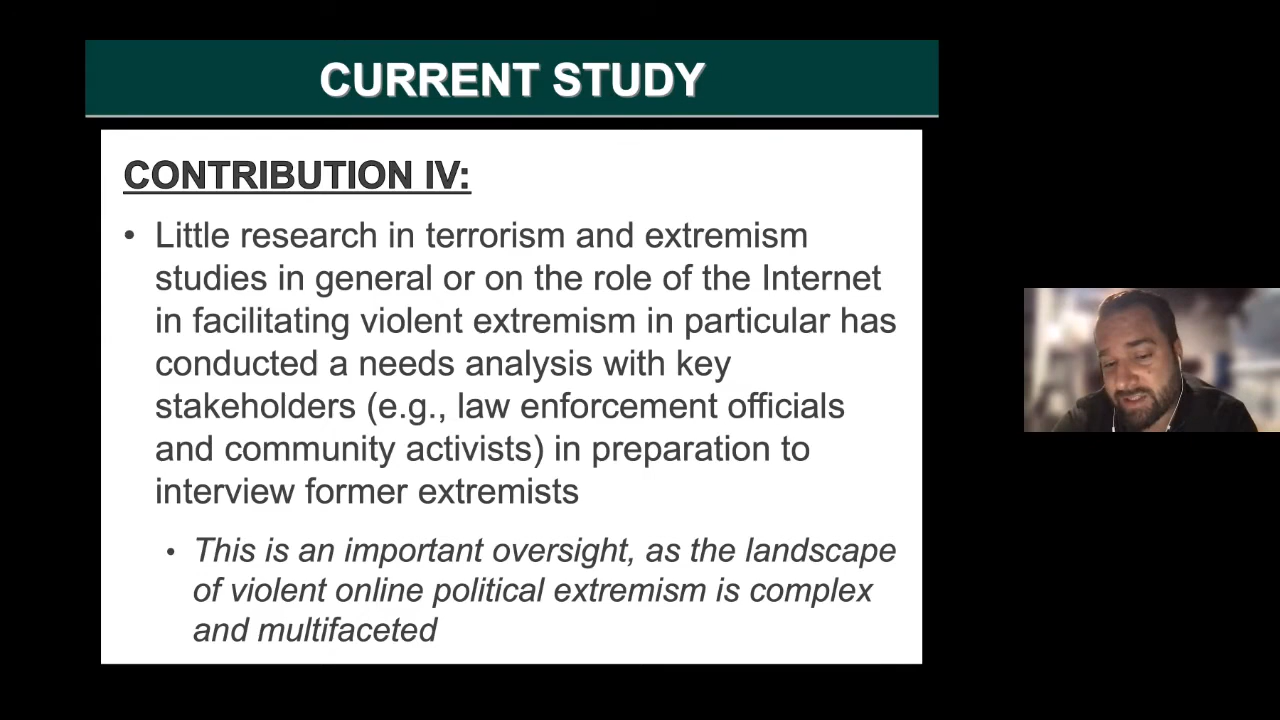 CURRENT STUDY
CONTRIBUTION IV:
• Little research in terrorism and extremism
studies in general or on the role of the Internet
in facilitating violent extremism in particular has
conducted a needs analysis with key
stakeholders (e.g., law enforcement officials
and community activists) in preparation to
interview former extremists
• This is an important oversight, as the landscape
of violent online political extremism is complex
and multifaceted